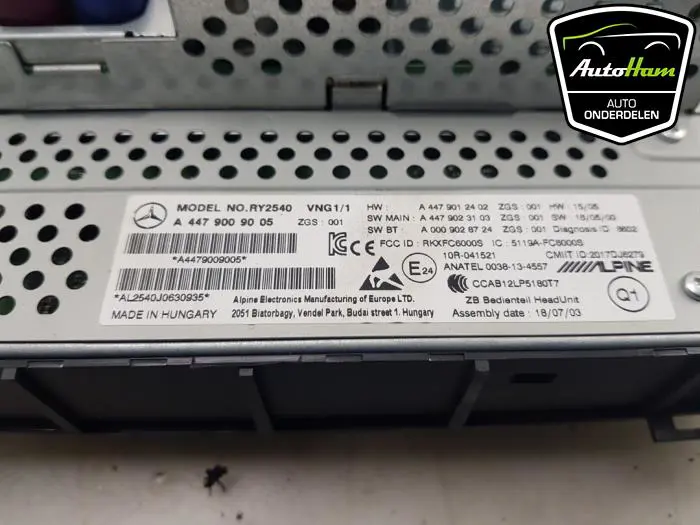 AutoHam
AUTO
ONDERDELEN
MODEL NO.RY2540 VNG1/1
A 447 900 90 05 ZGS : 001
*A4479009005*
*AL2540J0630935*
MADE IN HUNGARY
HW : A 447 901 24 02 ZGS : 001 HW : 15/05
SW MAIN : A 447 902 31 03 ZGS : 001 SW : 18/05/00
SW BT : A 000 902 87 24 ZGS : 001 Diagnosis ID : 8602
FCC ID : RKXFC6000S IC : 5119A-FC6000S
10R-041521 CMIIT ID:2017DJ6279
ANATEL 0038-13-4557 ALPINE
CCAB12LP5180T7
ZB Bedienteil HeadUnit
Assembly date : 18/07/03
KC CE
E24
Q1
Alpine Electronics Manufacturing of Europe LTD.
2051 Biatorbagy, Vendel Park, Budai street 1. Hungary